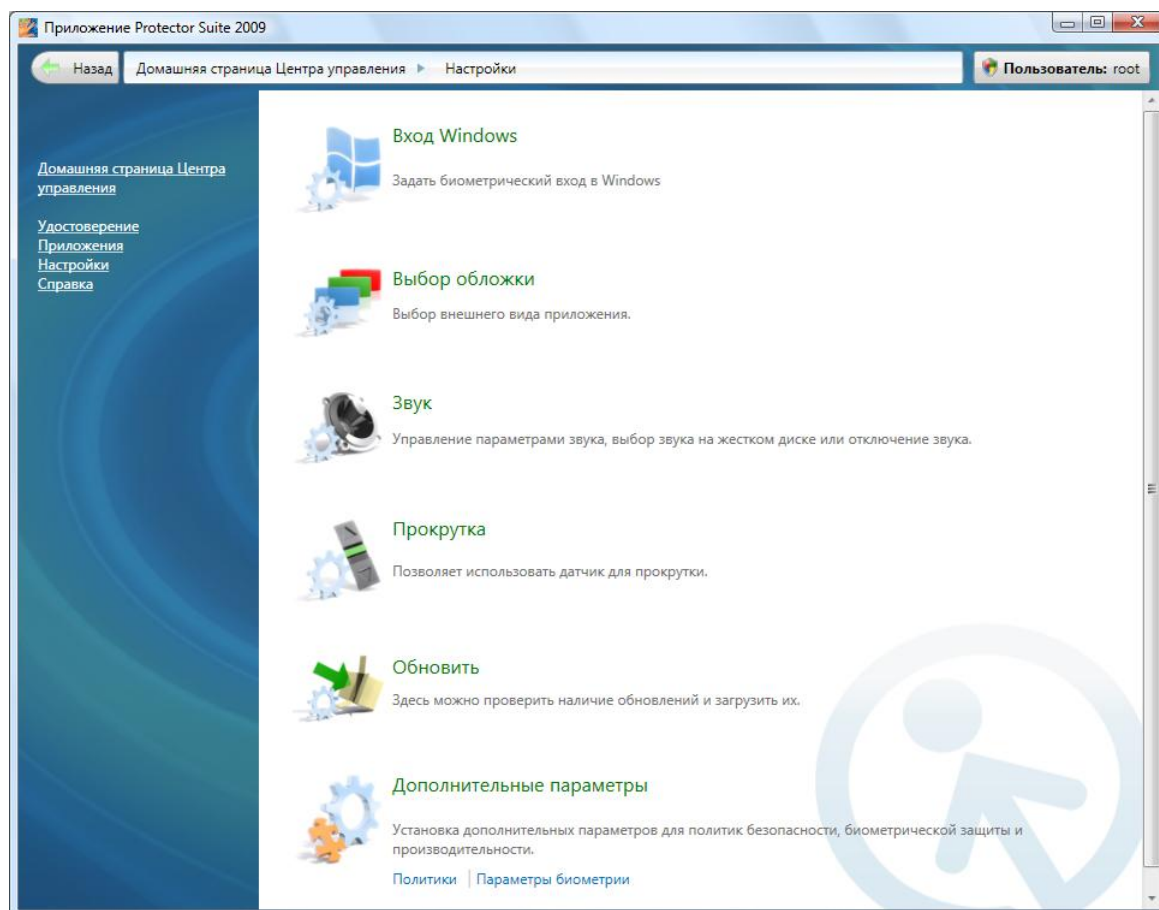 Приложение Protector Suite 2009
Назад
Домашняя страница Центра управления
Настройки
Пользователь: root
Домашняя страница Центра
управления
Удостоверение
Приложения
Настройки
Справка
Вход Windows
Задать биометрический вход в Windows
Выбор обложки
Выбор внешнего вида приложения.
Звук
Управление параметрами звука, выбор звука на жестком диске или отключение звука.
Прокрутка
Позволяет использовать датчик для прокрутки.
Обновить
Здесь можно проверить наличие обновлений и загрузить их.
Дополнительные параметры
Установка дополнительных параметров для политик безопасности, биометрической защиты и
производительности.
Политики | Параметры биометрии